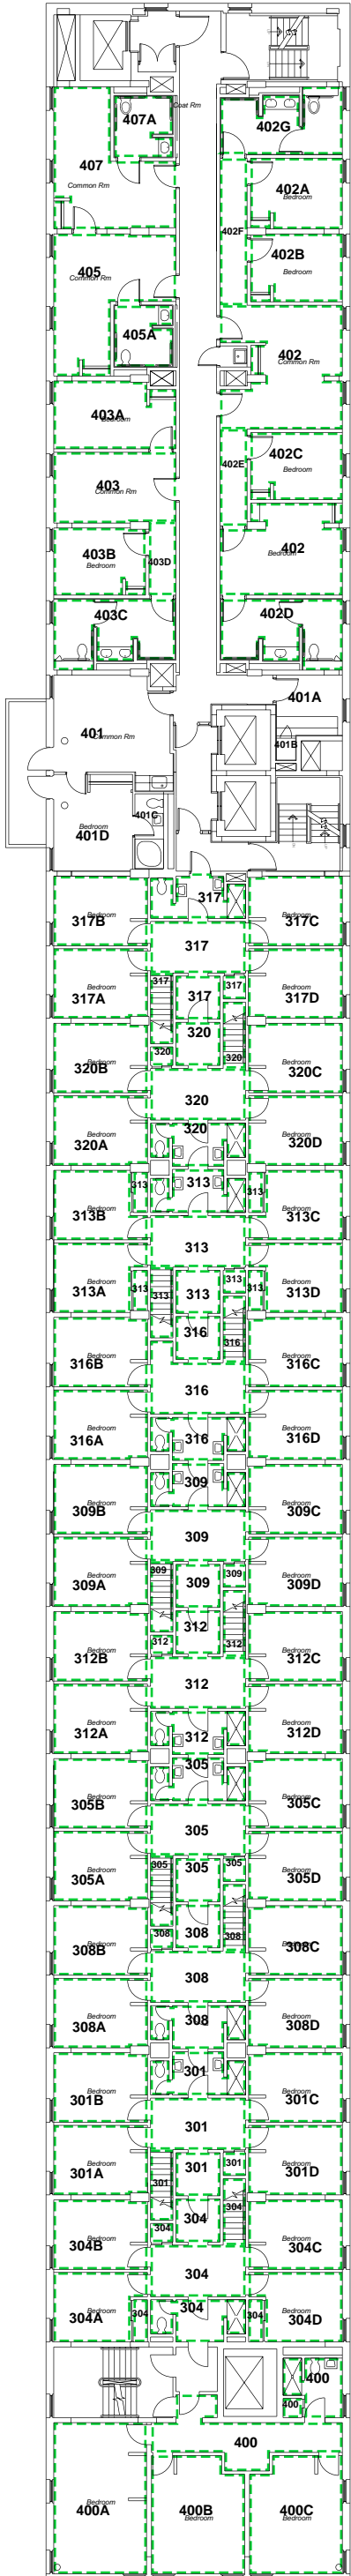 Coat Rm
407A
402G
407
Common Rm
402A
Bedroom
402F
402B
Bedroom
405
Common Rm
405A
402
Common Rm
403A
Bedroom
402C
Bedroom
402E
403
Common Rm
402
Bedroom
403B
Bedroom
403D
403C
402D
401A
401
Common Rm
401B
Bedroom
401D
401C
317
Bedroom
317B
Bedroom
317C
317
317
317
Bedroom
317A
317
Bedroom
317D
320
320
320
Bedroom
320B
Bedroom
320C
320
Bedroom
320A
320
Bedroom
320D
313
313
313
Bedroom
313B
Bedroom
313C
313
313
313
313
313
313
Bedroom
313A
Bedroom
313D
316
316
Bedroom
316B
Bedroom
316C
316
Bedroom
316A
316
Bedroom
316D
309
Bedroom
309B
Bedroom
309C
309
309
309
309
Bedroom
309A
Bedroom
309D
312
312
312
Bedroom
312B
Bedroom
312C
312
Bedroom
312A
312
Bedroom
312D
305
Bedroom
305B
Bedroom
305C
305
305
305
305
Bedroom
305A
Bedroom
305D
308
308
308
Bedroom
308B
Bedroom
308C
308
Bedroom
308A
308
Bedroom
308D
301
Bedroom
301B
Bedroom
301C
301
301
301
301
Bedroom
301A
Bedroom
301D
304
304
304
Bedroom
304B
Bedroom
304C
304
304
304
304
Bedroom
304A
Bedroom
304D
400
400
400
Bedroom
400A
400B
Bedroom
400C
Bedroom